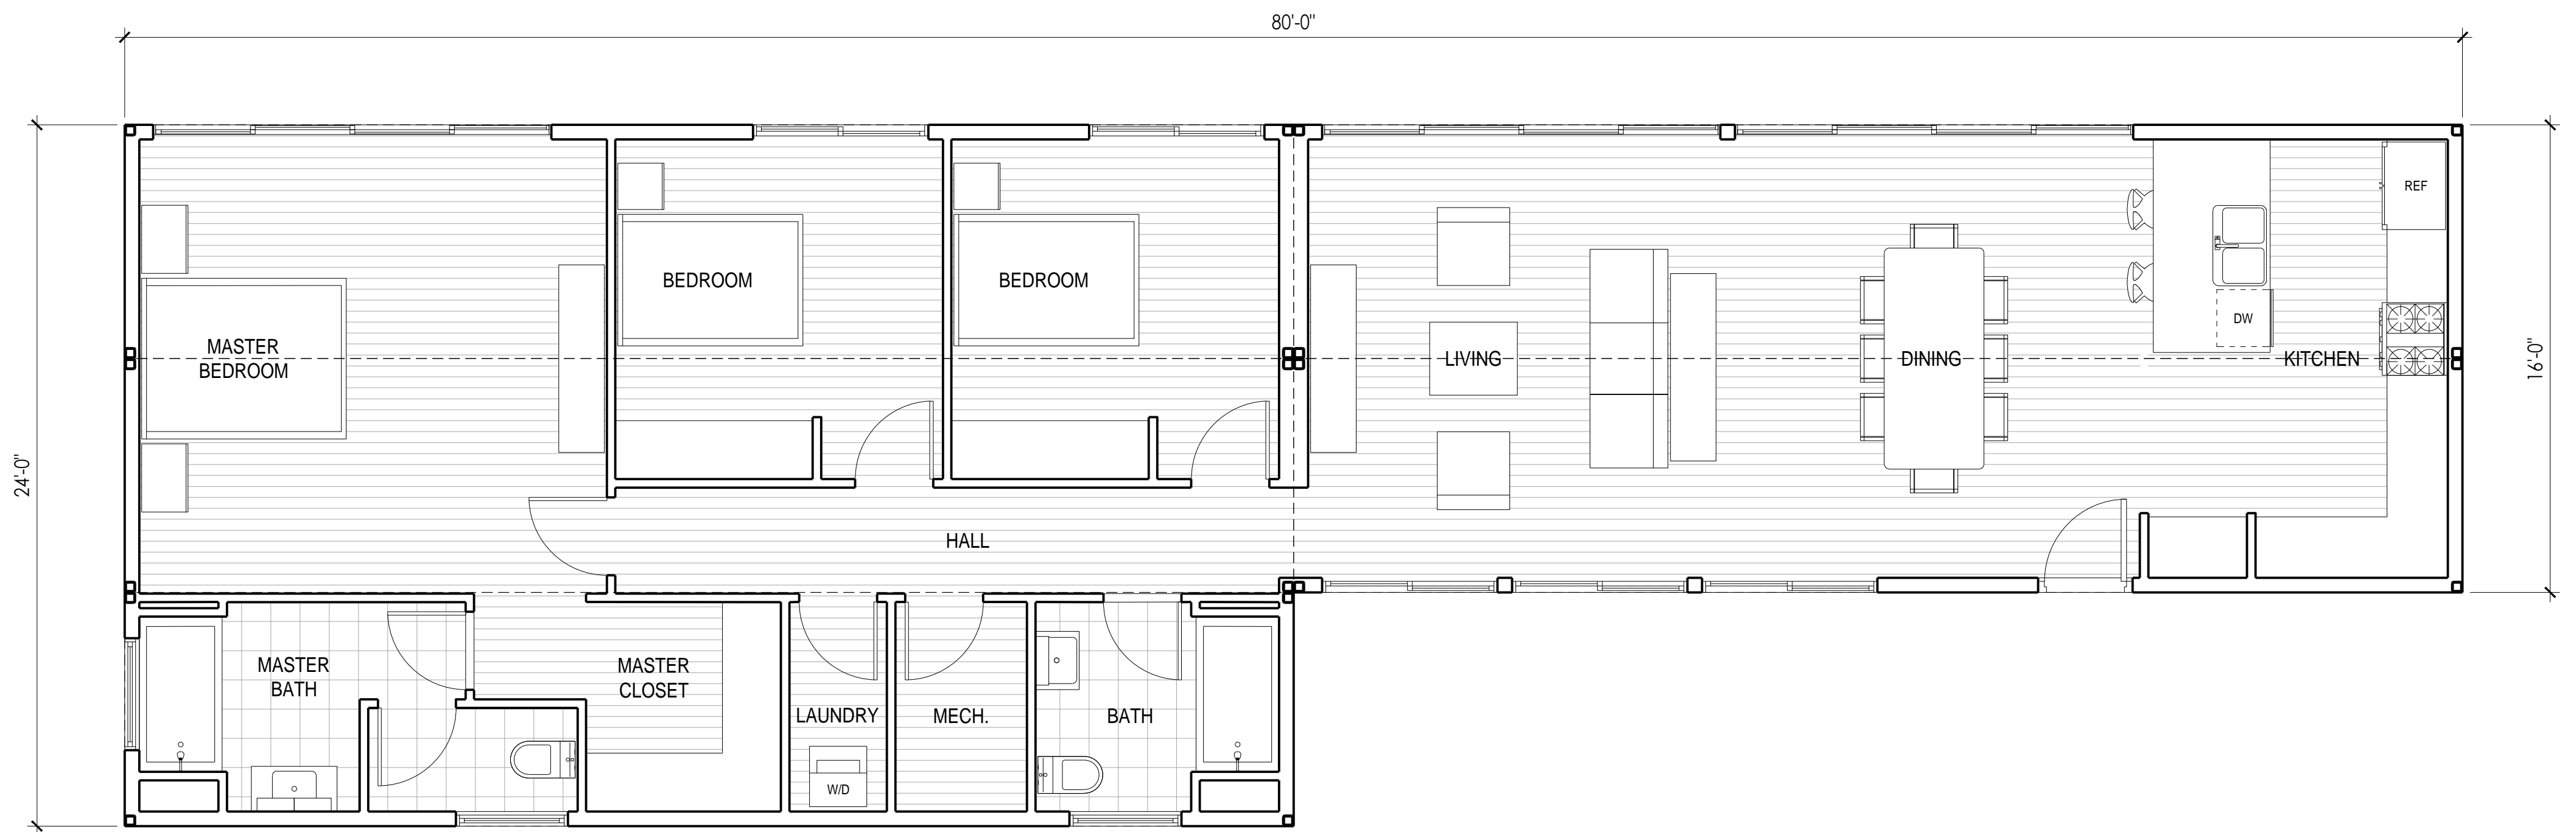 80'-0"
REF
BEDROOM
BEDROOM
DW
MASTER
BEDROOM
LIVING
DINING
KITCHEN
16'-0"
24'-0"
HALL
MASTER
BATH
MASTER
CLOSET
LAUNDRY
MECH.
BATH
W/D